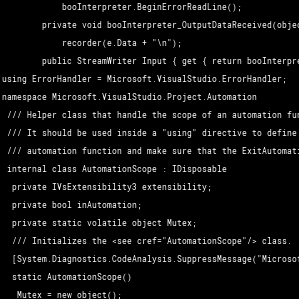 booInterpreter.BeginErrorReadLine();
private void booInterpreter_OutputDataReceived(objec
recorder(e.Data + "\n");
public StreamWriter Input { get { return booInterpre
using ErrorHandler = Microsoft.VisualStudio.ErrorHandler;
namespace Microsoft.VisualStudio.Project.Automation
/// Helper class that handle the scope of an automation fun
/// It should be used inside a "using" directive to define
/// automation function and make sure that the ExitAutomati
internal class AutomationScope : IDisposable
private IVsExtensibility3 extensibility;
private bool inAutomation;
private static volatile object Mutex;
/// Initializes the <see cref="AutomationScope"/> class.
[System.Diagnostics.CodeAnalysis.SuppressMessage("Microsof
static AutomationScope()
Mutex = new object();